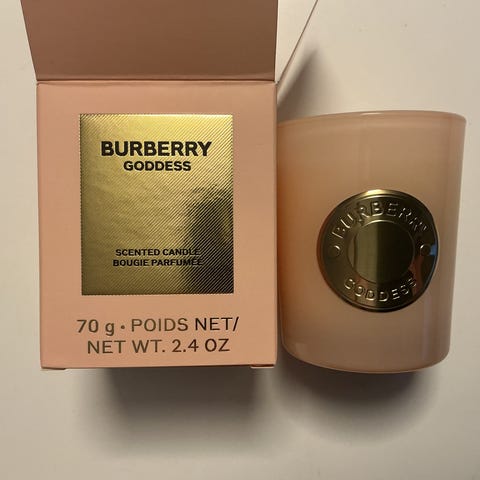 BURBERRY
GODDESS
SCENTED CANDLE
BOUGIE PARFUMÉE
70 g • POIDS NET/
NET WT. 2.4 OZ
BURBERRY
GODDESS